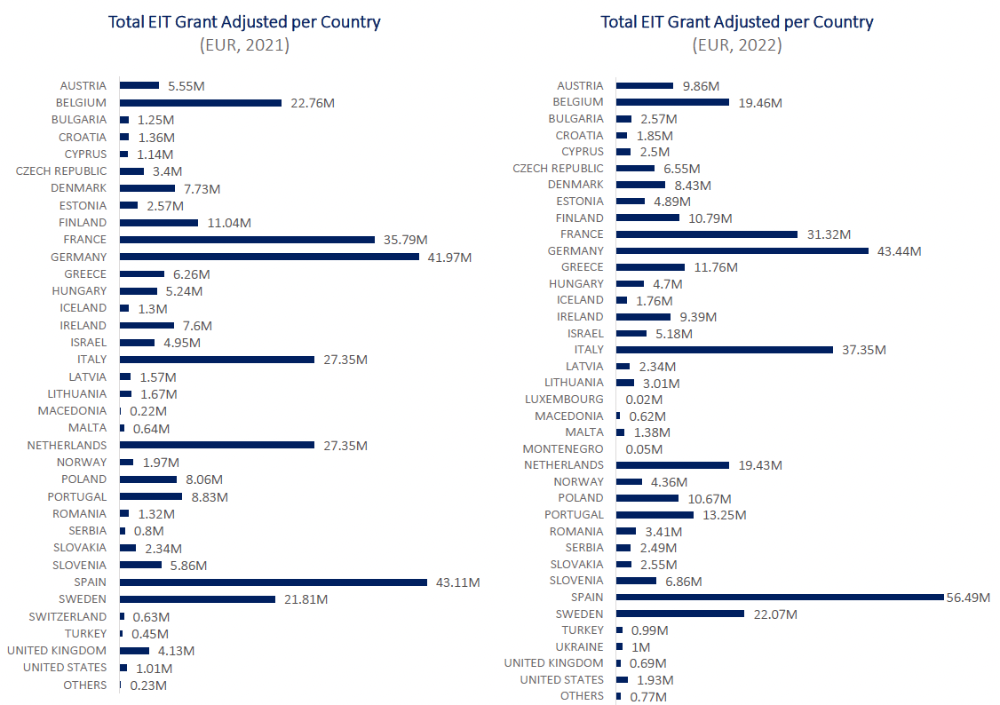 Total EIT Grant Adjusted per Country
(EUR, 2021)
AUSTRIA 5.55M
BELGIUM 22.76M
BULGARIA 1.25M
CROATIA 1.36M
CYPRUS 1.14M
CZECH REPUBLIC 3.4M
DENMARK 7.73M
ESTONIA 2.57M
FINLAND 11.04M
FRANCE 35.79M
GERMANY 41.97M
GREECE 6.26M
HUNGARY 5.24M
ICELAND 1.3M
IRELAND 7.6M
ISRAEL 4.95M
ITALY 27.35M
LATVIA 1.57M
LITHUANIA 1.67M
MACEDONIA 0.22M
MALTA 0.64M
NETHERLANDS 27.35M
NORWAY 1.97M
POLAND 8.06M
PORTUGAL 8.83M
ROMANIA 1.32M
SERBIA 0.8M
SLOVAKIA 2.34M
SLOVENIA 5.86M
SPAIN 43.11M
SWEDEN 21.81M
SWITZERLAND 0.63M
TURKEY 0.45M
UNITED KINGDOM 4.13M
UNITED STATES 1.01M
OTHERS 0.23M
Total EIT Grant Adjusted per Country
(EUR, 2022)
AUSTRIA 9.86M
BELGIUM 19.46M
BULGARIA 2.57M
CROATIA 1.85M
CYPRUS 2.5M
CZECH REPUBLIC 6.55M
DENMARK 8.43M
ESTONIA 4.89M
FINLAND 10.79M
FRANCE 31.32M
GERMANY 43.44M
GREECE 11.76M
HUNGARY 4.7M
ICELAND 1.76M
IRELAND 9.39M
ISRAEL 5.18M
ITALY 37.35M
LATVIA 2.34M
LITHUANIA 3.01M
LUXEMBOURG 0.02M
MACEDONIA 0.62M
MALTA 1.38M
MONTENEGRO 0.05M
NETHERLANDS 19.43M
NORWAY 4.36M
POLAND 10.67M
PORTUGAL 13.25M
ROMANIA 3.41M
SERBIA 2.49M
SLOVAKIA 2.55M
SLOVENIA 6.86M
SPAIN 56.49M
SWEDEN 22.07M
TURKEY 0.99M
UKRAINE 1M
UNITED KINGDOM 0.69M
UNITED STATES 1.93M
OTHERS 0.77M